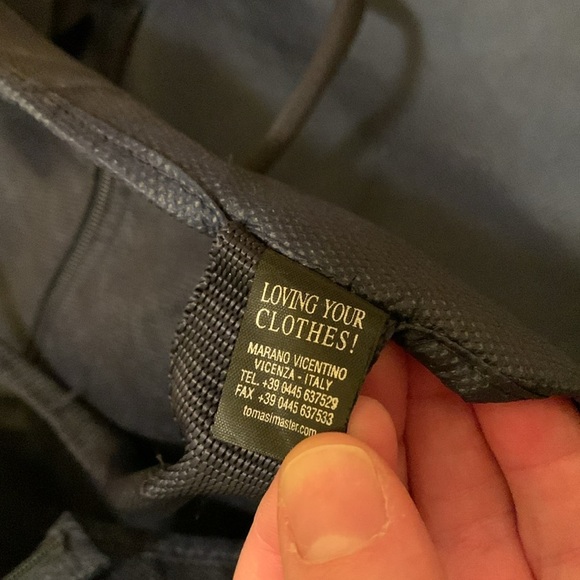 LOVING YOUR
CLOTHES!
MARANO VICENTINO
VICENZA - ITALY
TEL. +39 0445 637529
FAX +39 0445 637533
tomasimaster.com